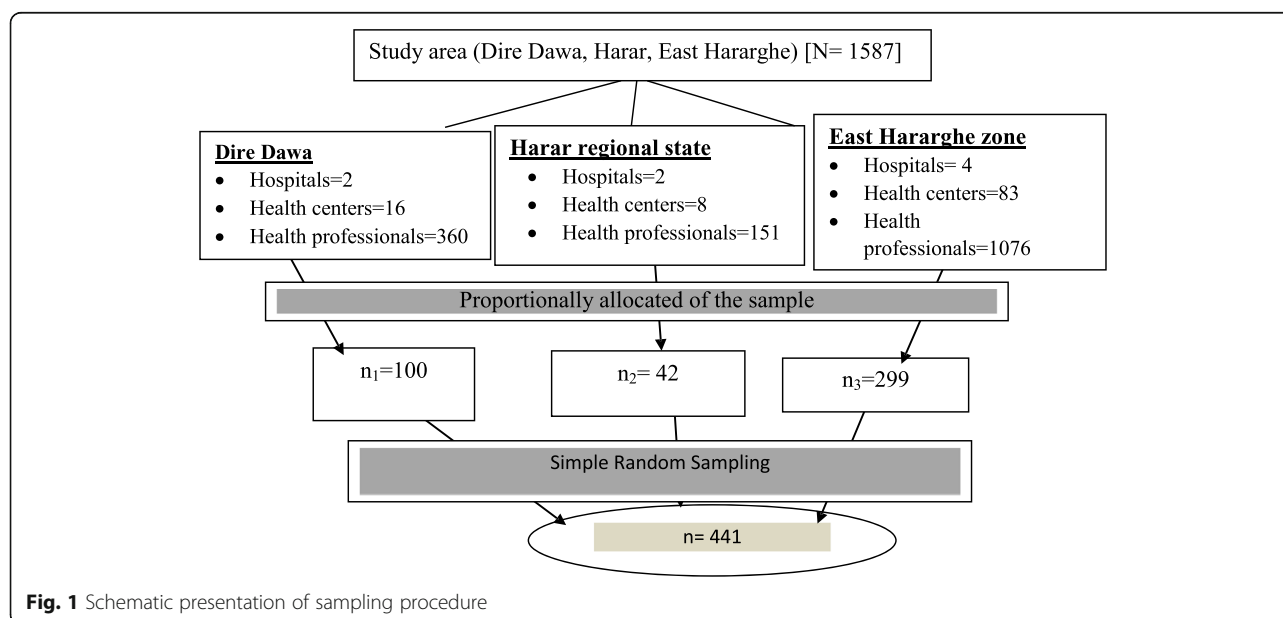 Study area (Dire Dawa, Harar, East Hararghe) [N= 1587]
Dire Dawa
• Hospitals=2
• Health centers=16
• Health professionals=360
Harar regional state
• Hospitals=2
• Health centers=8
• Health professionals=151
East Hararghe zone
• Hospitals= 4
• Health centers=83
• Health
professionals=1076
Proportionally allocated of the sample
n₁=100
n₂= 42
n₃=299
Simple Random Sampling
n= 441
Fig. 1 Schematic presentation of sampling procedure